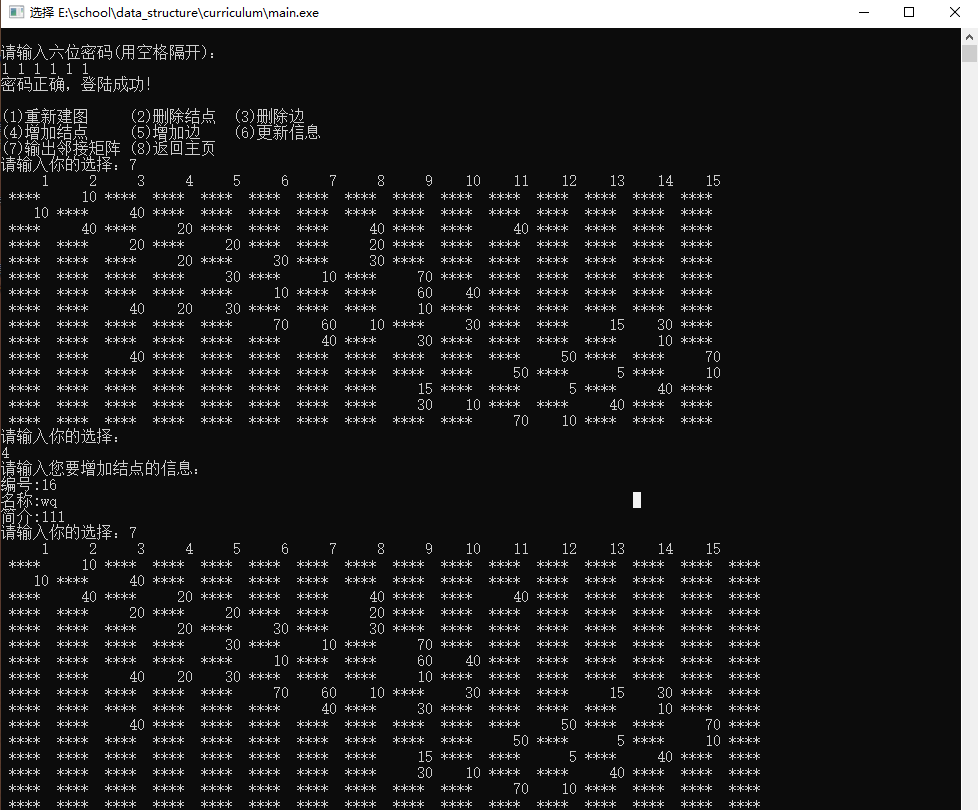 选择 E:\school\data_structure\curriculum\main.exe
请输入六位密码(用空格隔开):
1 1 1 1 1 1
密码正确, 登陆成功!
(1)重新建图 (2)删除结点 (3)删除边
(4)增加结点 (5)增加边 (6)更新信息
(7)输出邻接矩阵 (8)返回主页
请输入你的选择: 7
1 2 3 4 5 6 7 8 9 10 11 12 13 14 15
**** 10 **** **** **** **** **** **** **** **** **** **** **** **** ****
10 **** 40 **** **** **** **** **** **** **** **** **** **** **** ****
**** 40 **** 20 **** **** **** 40 **** **** 40 **** **** **** ****
**** **** 20 **** 20 **** **** 20 **** **** **** **** **** **** ****
**** **** **** 20 **** 30 **** 30 **** **** **** **** **** **** ****
**** **** **** **** 30 **** 10 **** 70 **** **** **** **** **** ****
**** **** **** **** **** 10 **** **** 60 40 **** **** **** **** ****
**** **** 40 20 30 **** **** **** 10 **** **** **** **** **** ****
**** **** **** **** **** 70 60 10 **** 30 **** **** 15 30 ****
**** **** **** **** **** **** 40 **** 30 **** **** **** **** 10 ****
**** **** 40 **** **** **** **** **** **** **** **** 50 **** **** 70
**** **** **** **** **** **** **** **** **** **** 50 **** 5 **** 10
**** **** **** **** **** **** **** **** 15 **** **** 5 **** 40 ****
**** **** **** **** **** **** **** **** 30 10 **** **** 40 **** ****
**** **** **** **** **** **** **** **** **** **** 70 10 **** **** ****
请输入你的选择:
4
请输入您要增加结点的信息:
编号:16
名称:wq
简介:111
请输入你的选择: 7
1 2 3 4 5 6 7 8 9 10 11 12 13 14 15
**** 10 **** **** **** **** **** **** **** **** **** **** **** **** **** ****
10 **** 40 **** **** **** **** **** **** **** **** **** **** **** **** ****
**** 40 **** 20 **** **** **** 40 **** **** 40 **** **** **** **** ****
**** **** 20 **** 20 **** **** 20 **** **** **** **** **** **** **** ****
**** **** **** 20 **** 30 **** 30 **** **** **** **** **** **** **** ****
**** **** **** **** 30 **** 10 **** 70 **** **** **** **** **** **** ****
**** **** **** **** **** 10 **** **** 60 40 **** **** **** **** **** ****
**** **** 40 20 30 **** **** **** 10 **** **** **** **** **** **** ****
**** **** **** **** **** 70 60 10 **** 30 **** **** 15 30 **** ****
**** **** **** **** **** **** 40 **** 30 **** **** **** **** 10 **** ****
**** **** 40 **** **** **** **** **** **** **** **** 50 **** **** 70 ****
**** **** **** **** **** **** **** **** **** **** 50 **** 5 **** 10 ****
**** **** **** **** **** **** **** **** 15 **** **** 5 **** 40 **** ****
**** **** **** **** **** **** **** **** 30 10 **** **** 40 **** **** ****
**** **** **** **** **** **** **** **** **** **** 70 10 **** **** **** ****
**** **** **** **** **** **** **** **** **** **** **** **** **** **** **** ****